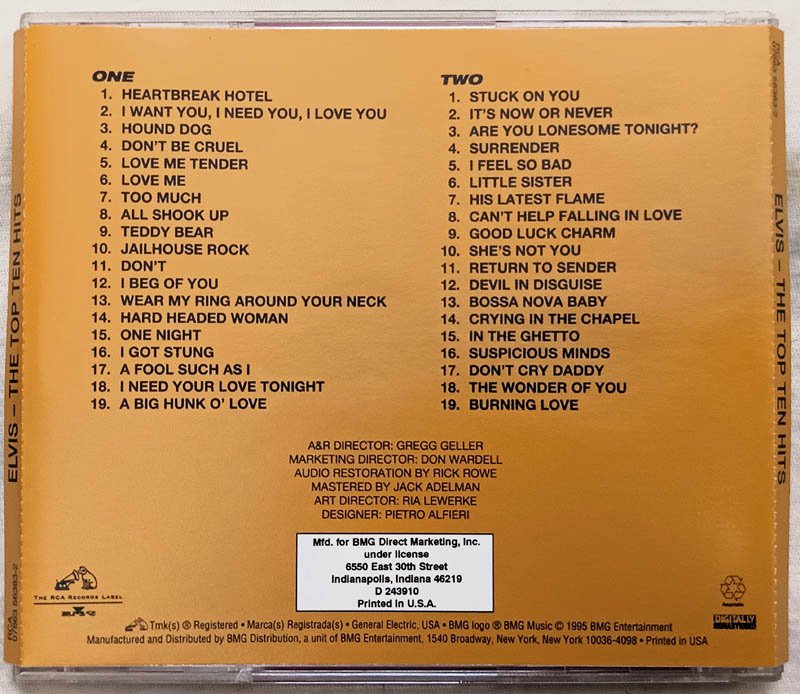 ELVIS – THE TOP TEN HITS
RCA
07863 56383-2
ONE
1. HEARTBREAK HOTEL
2. I WANT YOU, I NEED YOU, I LOVE YOU
3. HOUND DOG
4. DON'T BE CRUEL
5. LOVE ME TENDER
6. LOVE ME
7. TOO MUCH
8. ALL SHOOK UP
9. TEDDY BEAR
10. JAILHOUSE ROCK
11. DON'T
12. I BEG OF YOU
13. WEAR MY RING AROUND YOUR NECK
14. HARD HEADED WOMAN
15. ONE NIGHT
16. I GOT STUNG
17. A FOOL SUCH AS I
18. I NEED YOUR LOVE TONIGHT
19. A BIG HUNK O' LOVE
TWO
1. STUCK ON YOU
2. IT'S NOW OR NEVER
3. ARE YOU LONESOME TONIGHT?
4. SURRENDER
5. I FEEL SO BAD
6. LITTLE SISTER
7. HIS LATEST FLAME
8. CAN'T HELP FALLING IN LOVE
9. GOOD LUCK CHARM
10. SHE'S NOT YOU
11. RETURN TO SENDER
12. DEVIL IN DISGUISE
13. BOSSA NOVA BABY
14. CRYING IN THE CHAPEL
15. IN THE GHETTO
16. SUSPICIOUS MINDS
17. DON'T CRY DADDY
18. THE WONDER OF YOU
19. BURNING LOVE
A&R DIRECTOR: GREGG GELLER
MARKETING DIRECTOR: DON WARDELL
AUDIO RESTORATION BY RICK ROWE
MASTERED BY JACK ADELMAN
ART DIRECTOR: RIA LEWERKE
DESIGNER: PIETRO ALFIERI
Mfd. for BMG Direct Marketing, Inc.
under license
6550 East 30th Street
Indianapolis, Indiana 46219
D 243910
Printed in U.S.A.
THE RCA RECORDS LABEL
BMG
Recyclable
DIGITALLY
REMASTERED
Tmk(s) ® Registered • Marca(s) Registrada(s) • General Electric, USA • BMG logo ® BMG Music © 1995 BMG Entertainment
Manufactured and Distributed by BMG Distribution, a unit of BMG Entertainment, 1540 Broadway, New York, New York 10036-4098 • Printed in USA
RCA
07863 56383-2
ELVIS – THE TOP TEN HITS